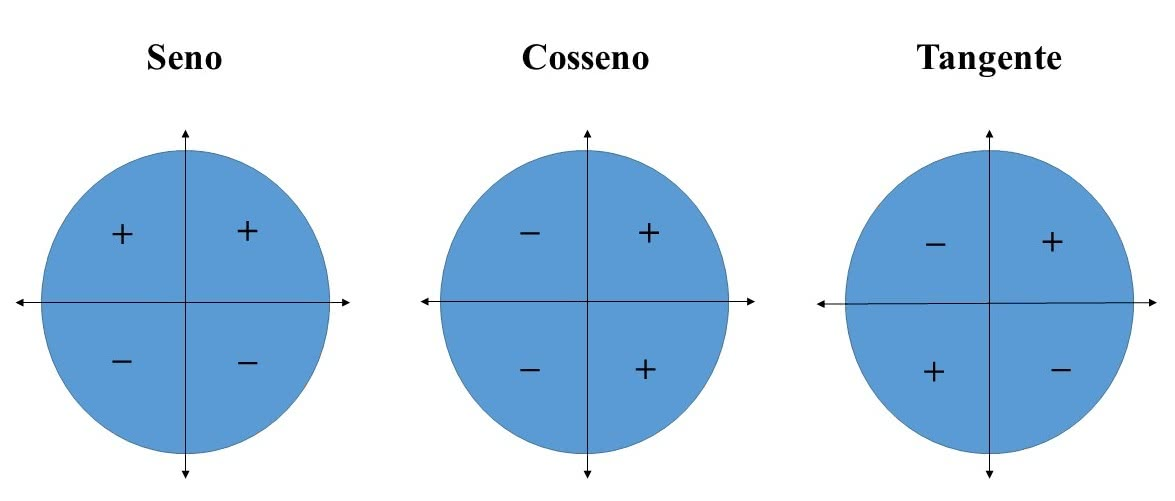 Seno Cosseno Tangente
+ + − + − +
− − − + + −